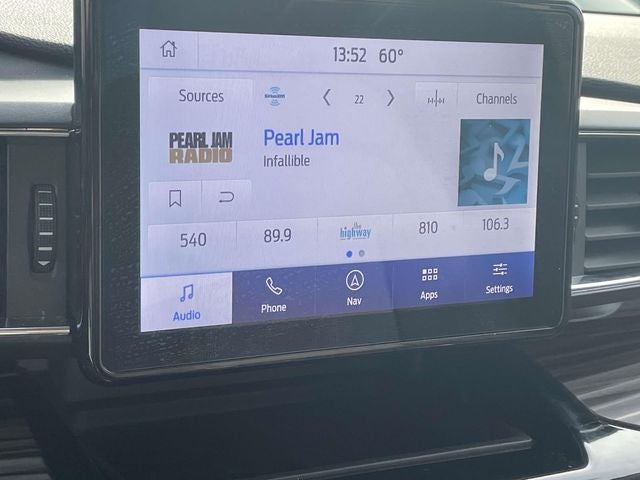 13:52 60°
Sources
SiriusXM
22
Channels
PEARL JAM
RADIO
Pearl Jam
Infallible
540
89.9
the
highway
810
106.3
Audio
Phone
Nav
Apps
Settings